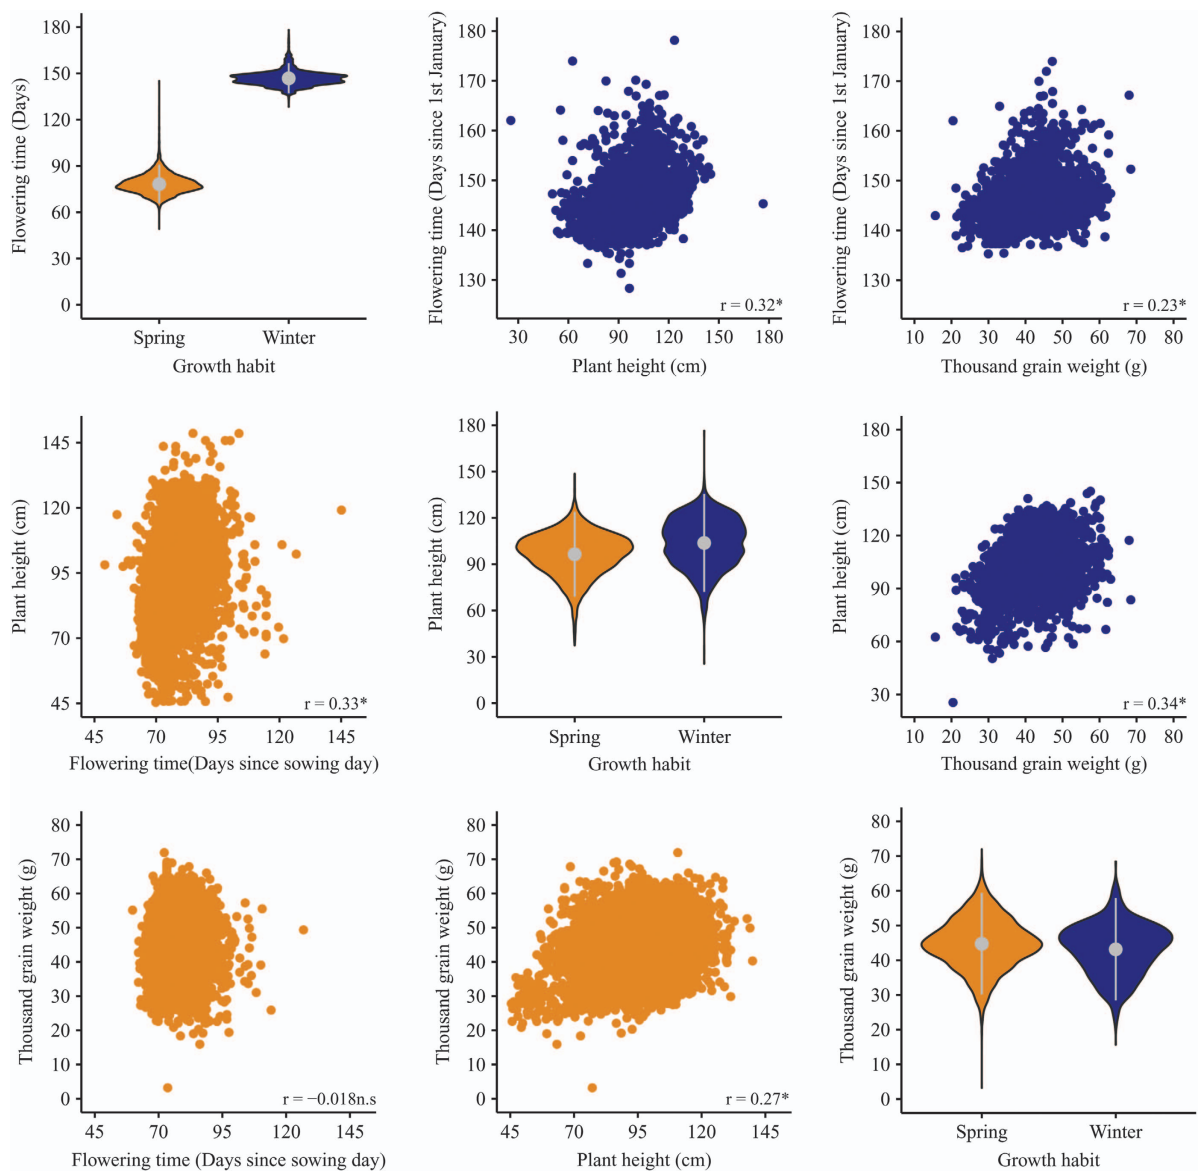 Flowering time (Days)
180
150
120
90
60
30
0
Spring Winter
Growth habit
Flowering time (Days since 1st January)
180
170
160
150
140
130
r = 0.32*
30 60 90 120 150 180
Plant height (cm)
Flowering time (Days since 1st January)
180
170
160
150
140
130
r = 0.23*
10 20 30 40 50 60 70 80
Thousand grain weight (g)
Plant height (cm)
145
120
95
70
45
r = 0.33*
45 70 95 120 145
Flowering time(Days since sowing day)
Plant height (cm)
180
150
120
90
60
30
0
Spring Winter
Growth habit
Plant height (cm)
180
150
120
90
60
30
r = 0.34*
10 20 30 40 50 60 70 80
Thousand grain weight (g)
Thousand grain weight (g)
80
70
60
50
40
30
20
10
0
r = −0.018n.s
45 70 95 120 145
Flowering time (Days since sowing day)
Thousand grain weight (g)
80
70
60
50
40
30
20
10
0
r = 0.27*
45 70 95 120 145
Plant height (cm)
Thousand grain weight (g)
80
70
60
50
40
30
20
10
0
Spring Winter
Growth habit